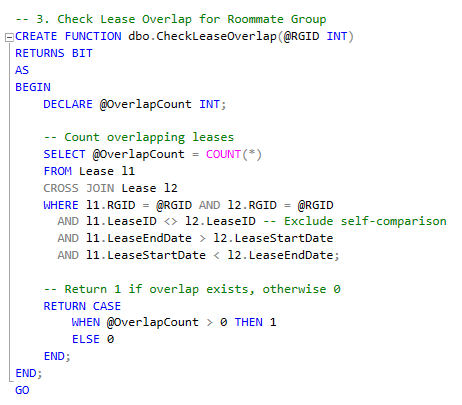 -- 3. Check Lease Overlap for Roommate Group
CREATE FUNCTION dbo.CheckLeaseOverlap(@RGID INT)
RETURNS BIT
AS
BEGIN
    DECLARE @OverlapCount INT;

    -- Count overlapping leases
    SELECT @OverlapCount = COUNT(*)
    FROM Lease l1
    CROSS JOIN Lease l2
    WHERE l1.RGID = @RGID AND l2.RGID = @RGID
      AND l1.LeaseID <> l2.LeaseID -- Exclude self-comparison
      AND l1.LeaseEndDate > l2.LeaseStartDate
      AND l1.LeaseStartDate < l2.LeaseEndDate;

    -- Return 1 if overlap exists, otherwise 0
    RETURN CASE
        WHEN @OverlapCount > 0 THEN 1
        ELSE 0
    END;
END;
GO